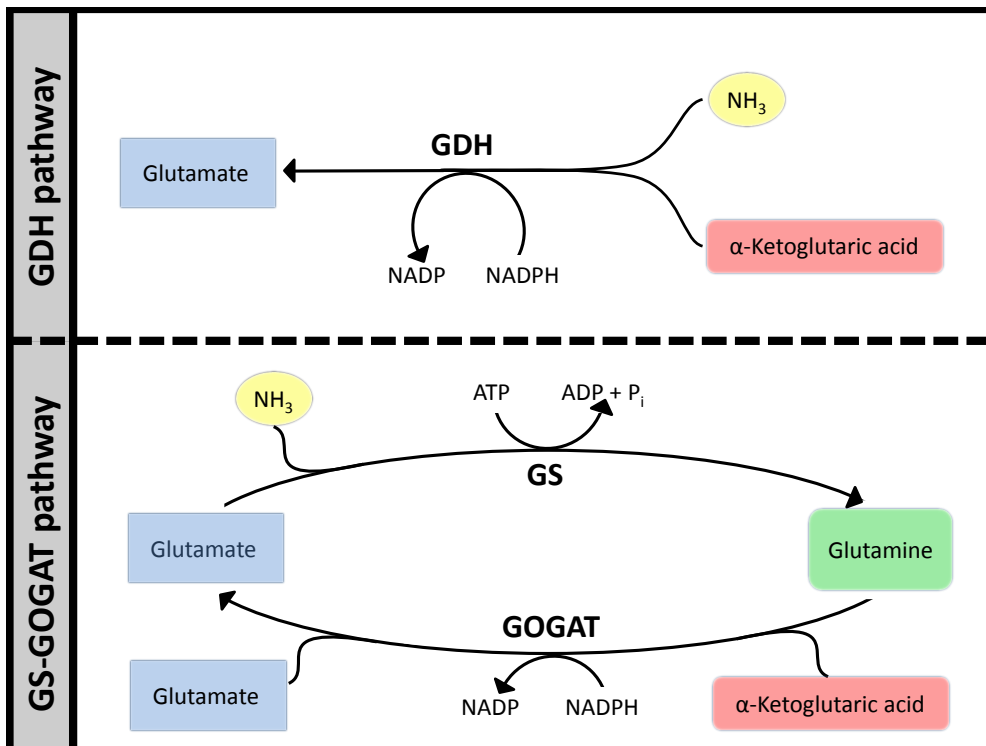 GDH pathway
NH₃
GDH
Glutamate
α-Ketoglutaric acid
NADP
NADPH
GS-GOGAT pathway
NH₃
ATP
ADP + Pᵢ
GS
Glutamate
Glutamine
GOGAT
Glutamate
NADP
NADPH
α-Ketoglutaric acid